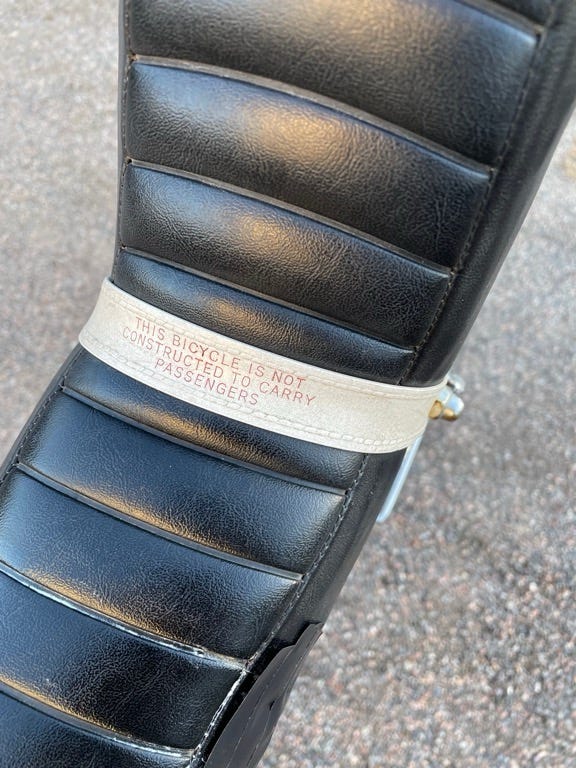 THIS BICYCLE IS NOT
CONSTRUCTED TO CARRY
PASSENGERS